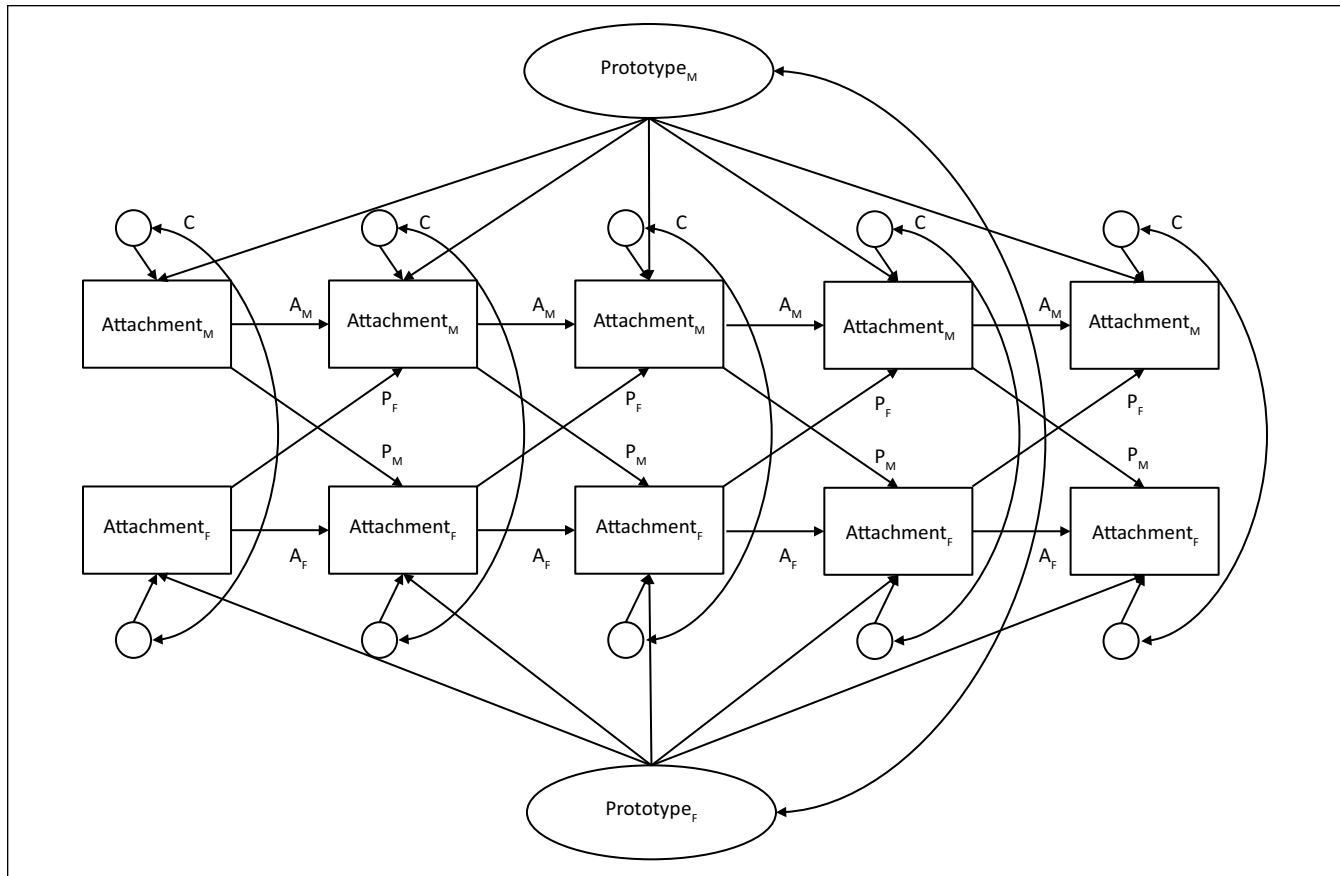 Prototype_M
C C C C C
A_M A_M A_M A_M
Attachment_M Attachment_M Attachment_M Attachment_M Attachment_M
P_F P_F P_F P_F
P_M P_M P_M P_M
Attachment_F Attachment_F Attachment_F Attachment_F Attachment_F
A_F A_F A_F A_F
Prototype_F